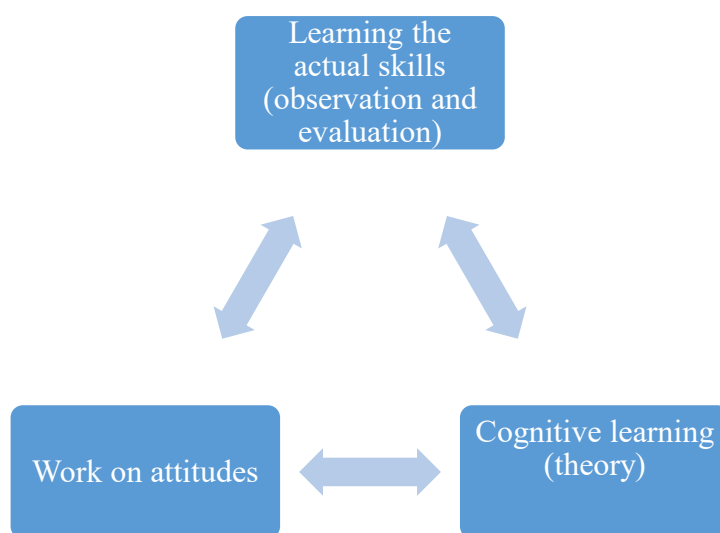 Learning the
actual skills
(observation and
evaluation)
Work on attitudes
Cognitive learning
(theory)